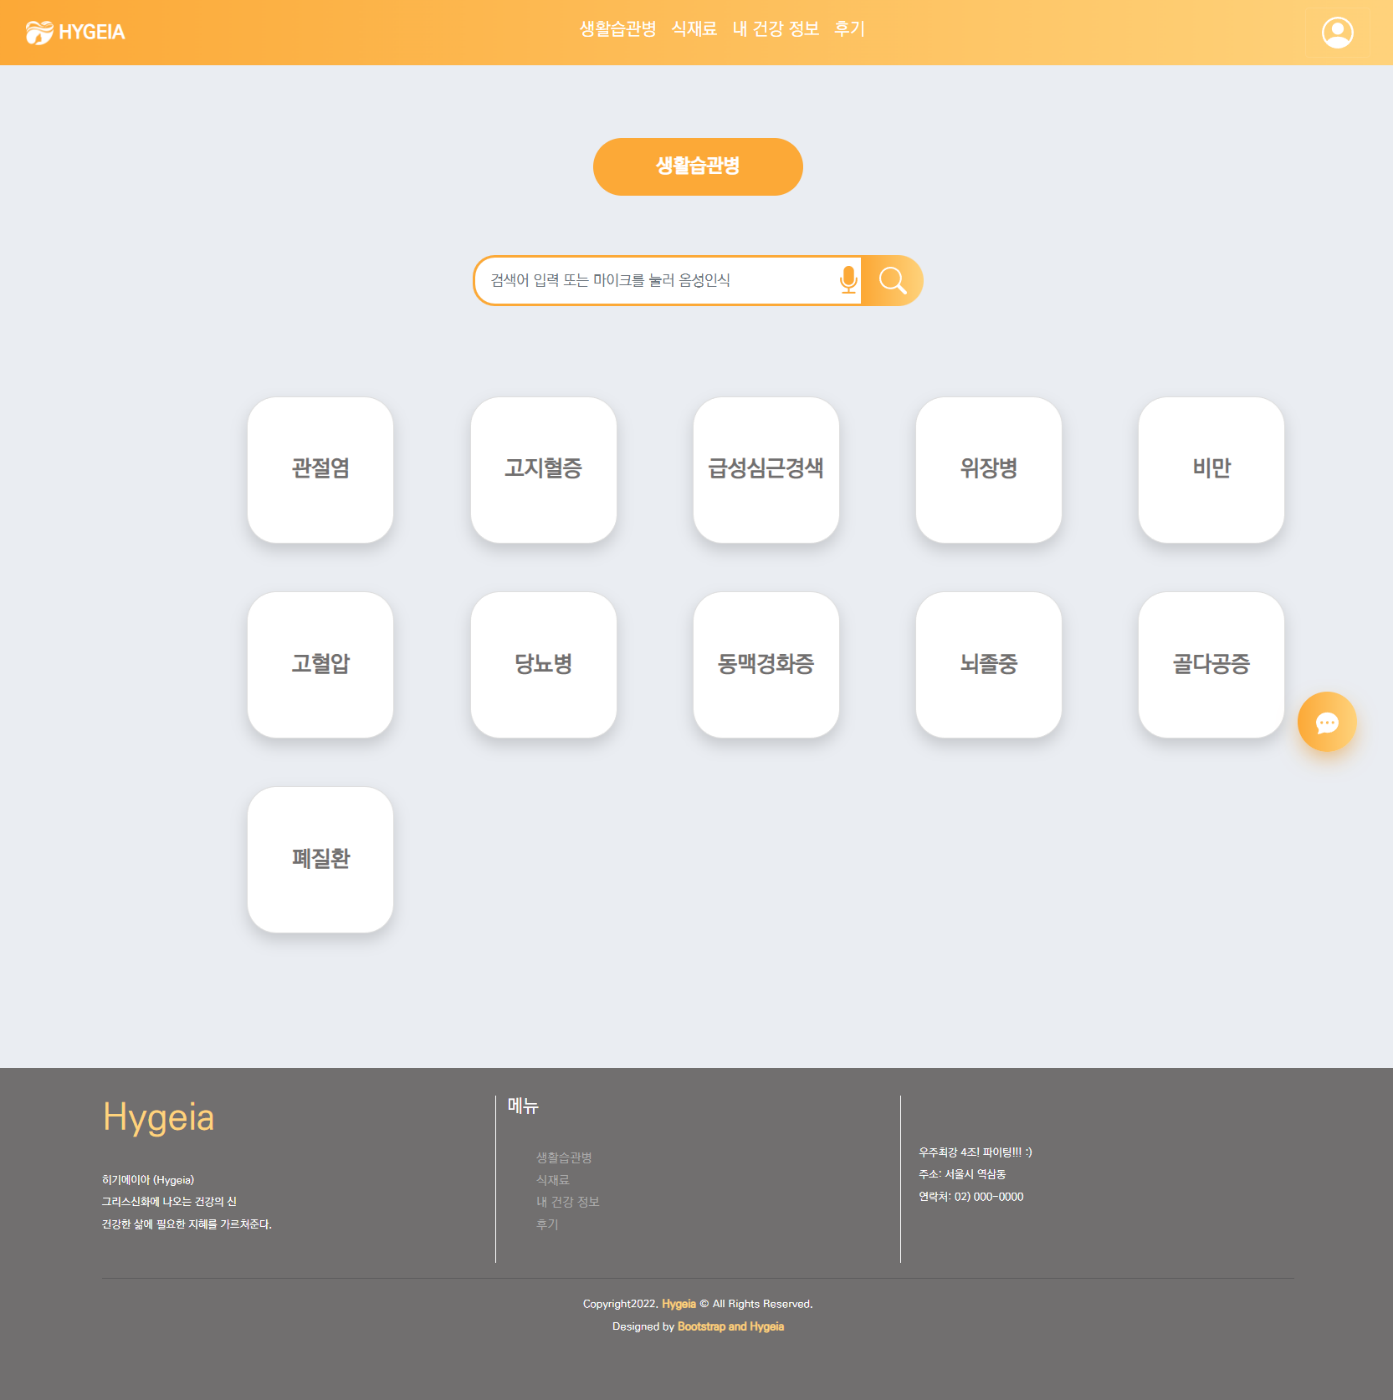 HYGEIA
생활습관병 식재료 내 건강 정보 후기
생활습관병
검색어 입력 또는 마이크를 눌러 음성인식
관절염 고지혈증 급성심근경색 위장병 비만
고혈압 당뇨병 동맥경화증 뇌졸중 골다공증
폐질환
Hygeia
히기에이아 (Hygeia)
그리스신화에 나오는 건강의 신
건강한 삶에 필요한 지혜를 가르쳐준다.
메뉴
생활습관병
식재료
내 건강 정보
후기
우주최강 4조! 파이팅!!! :)
주소: 서울시 역삼동
연락처: 02) 000-0000
Copyright2022. Hygeia © All Rights Reserved.
Designed by Bootstrap and Hygeia